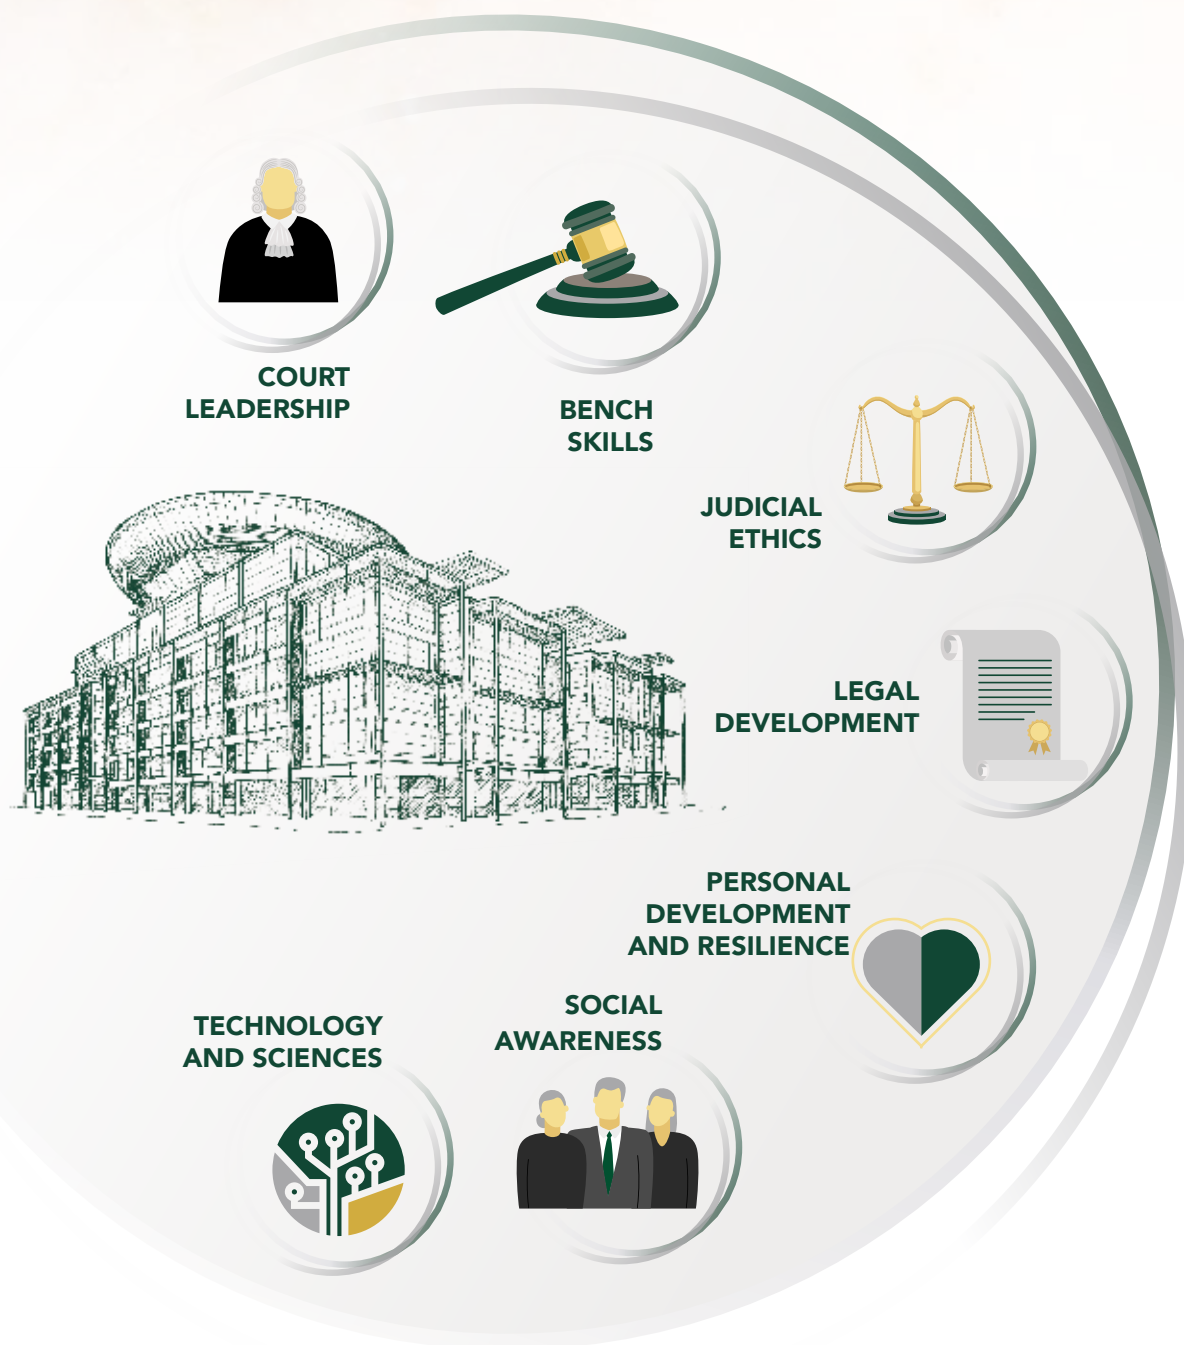 COURT
LEADERSHIP
BENCH
SKILLS
JUDICIAL
ETHICS
LEGAL
DEVELOPMENT
PERSONAL
DEVELOPMENT
AND RESILIENCE
SOCIAL
AWARENESS
TECHNOLOGY
AND SCIENCES